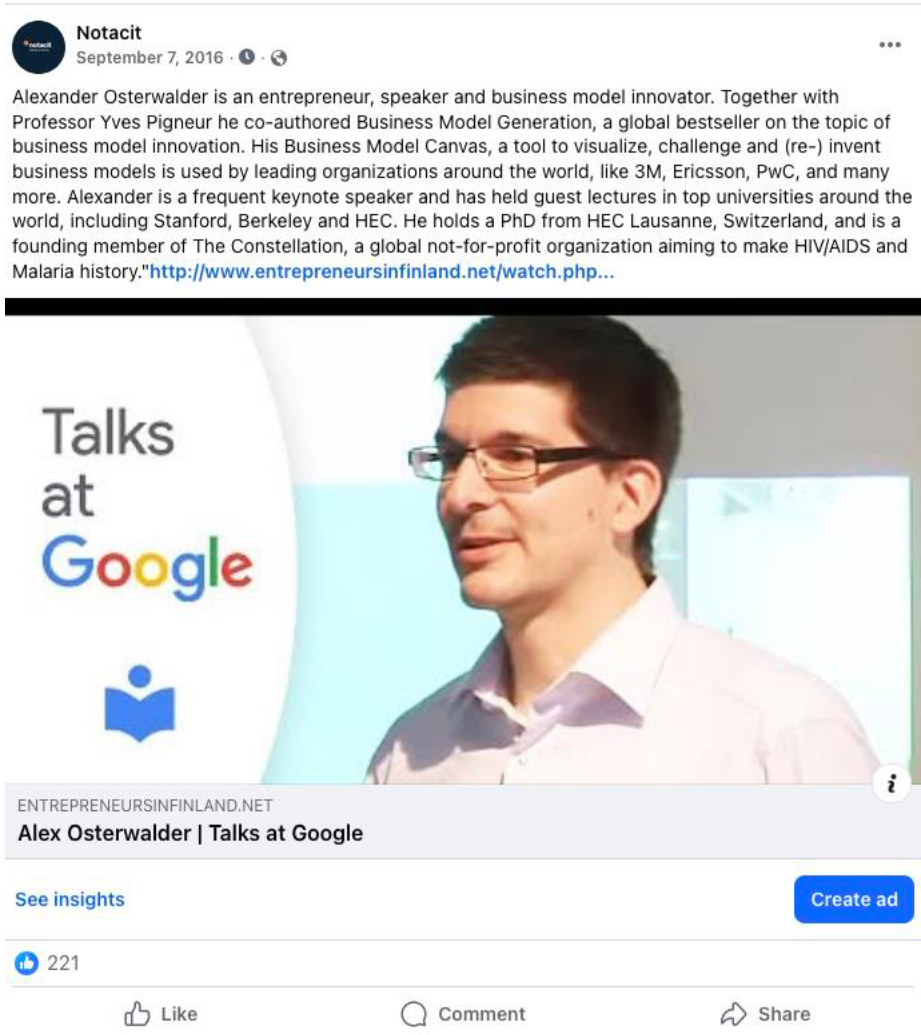 Notacit
September 7, 2016 · ·
Alexander Osterwalder is an entrepreneur, speaker and business model innovator. Together with
Professor Yves Pigneur he co-authored Business Model Generation, a global bestseller on the topic of
business model innovation. His Business Model Canvas, a tool to visualize, challenge and (re-) invent
business models is used by leading organizations around the world, like 3M, Ericsson, PwC, and many
more. Alexander is a frequent keynote speaker and has held guest lectures in top universities around the
world, including Stanford, Berkeley and HEC. He holds a PhD from HEC Lausanne, Switzerland, and is a
founding member of The Constellation, a global not-for-profit organization aiming to make HIV/AIDS and
Malaria history."http://www.entrepreneursinfinland.net/watch.php...
Talks
at
Google
i
ENTREPRENEURSINFINLAND.NET
Alex Osterwalder | Talks at Google
See insights
Create ad
221
Like
Comment
Share